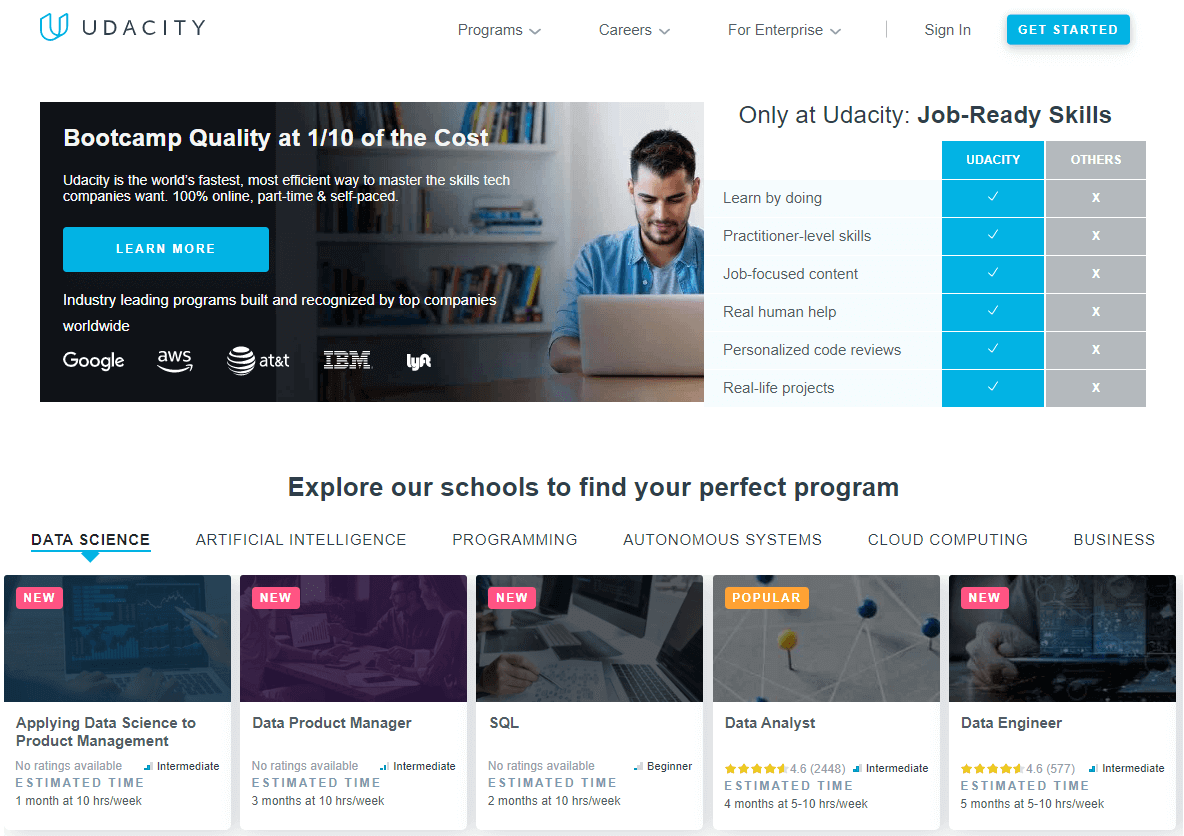 UDACITY
Programs
Careers
For Enterprise
Sign In
GET STARTED
Bootcamp Quality at 1/10 of the Cost
Udacity is the world's fastest, most efficient way to master the skills tech
companies want. 100% online, part-time & self-paced.
LEARN MORE
Industry leading programs built and recognized by top companies
worldwide
Google
aws
at&t
IBM
lyft
Only at Udacity: Job-Ready Skills
UDACITY OTHERS
Learn by doing ✓ X
Practitioner-level skills ✓ X
Job-focused content ✓ X
Real human help ✓ X
Personalized code reviews ✓ X
Real-life projects ✓ X
Explore our schools to find your perfect program
DATA SCIENCE
ARTIFICIAL INTELLIGENCE
PROGRAMMING
AUTONOMOUS SYSTEMS
CLOUD COMPUTING
BUSINESS
NEW
Applying Data Science to
Product Management
No ratings available Intermediate
ESTIMATED TIME
1 month at 10 hrs/week
NEW
Data Product Manager
No ratings available Intermediate
ESTIMATED TIME
3 months at 10 hrs/week
NEW
SQL
No ratings available Beginner
ESTIMATED TIME
2 months at 10 hrs/week
POPULAR
Data Analyst
4.6 (2448) Intermediate
ESTIMATED TIME
4 months at 5-10 hrs/week
NEW
Data Engineer
4.6 (577) Intermediate
ESTIMATED TIME
5 months at 5-10 hrs/week